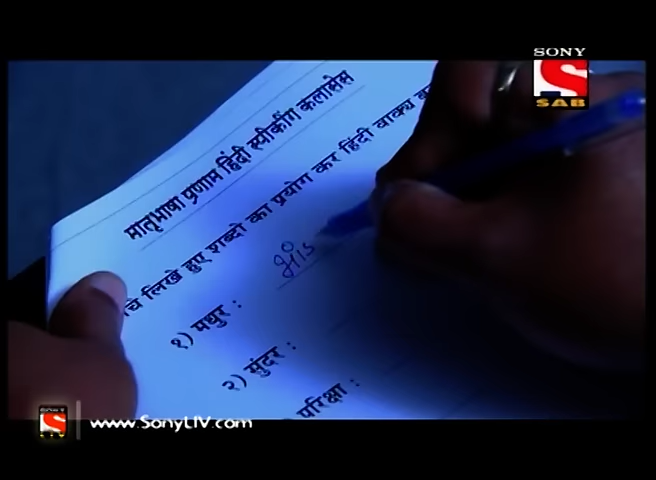 SONY
S
SAB
मातृभाषा प्रणाम हिंदी स्पीकींग कलासेस
लिखे हुए शब्दो का प्रयोग कर हिंदी वाक्य
१) मधुर :
२) सुंदर :
परिक्षा :
S
www.SonyLIV.com